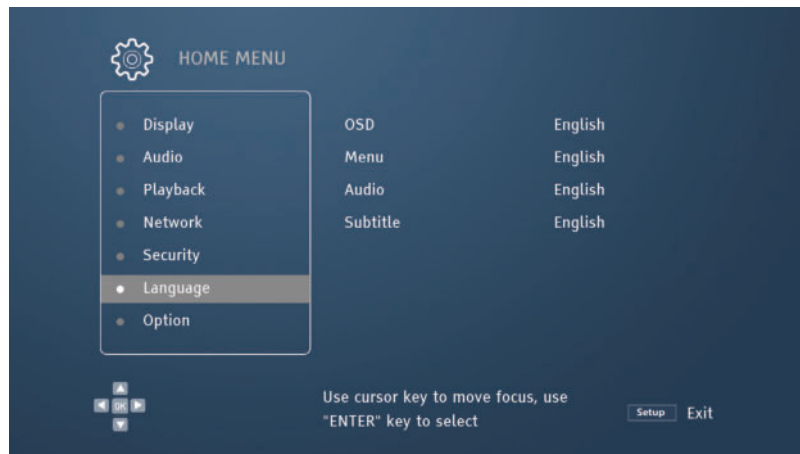 HOME MENU
Display
Audio
Playback
Network
Security
Language
Option
OSD English
Menu English
Audio English
Subtitle English
OK
Use cursor key to move focus, use
"ENTER" key to select
Setup Exit